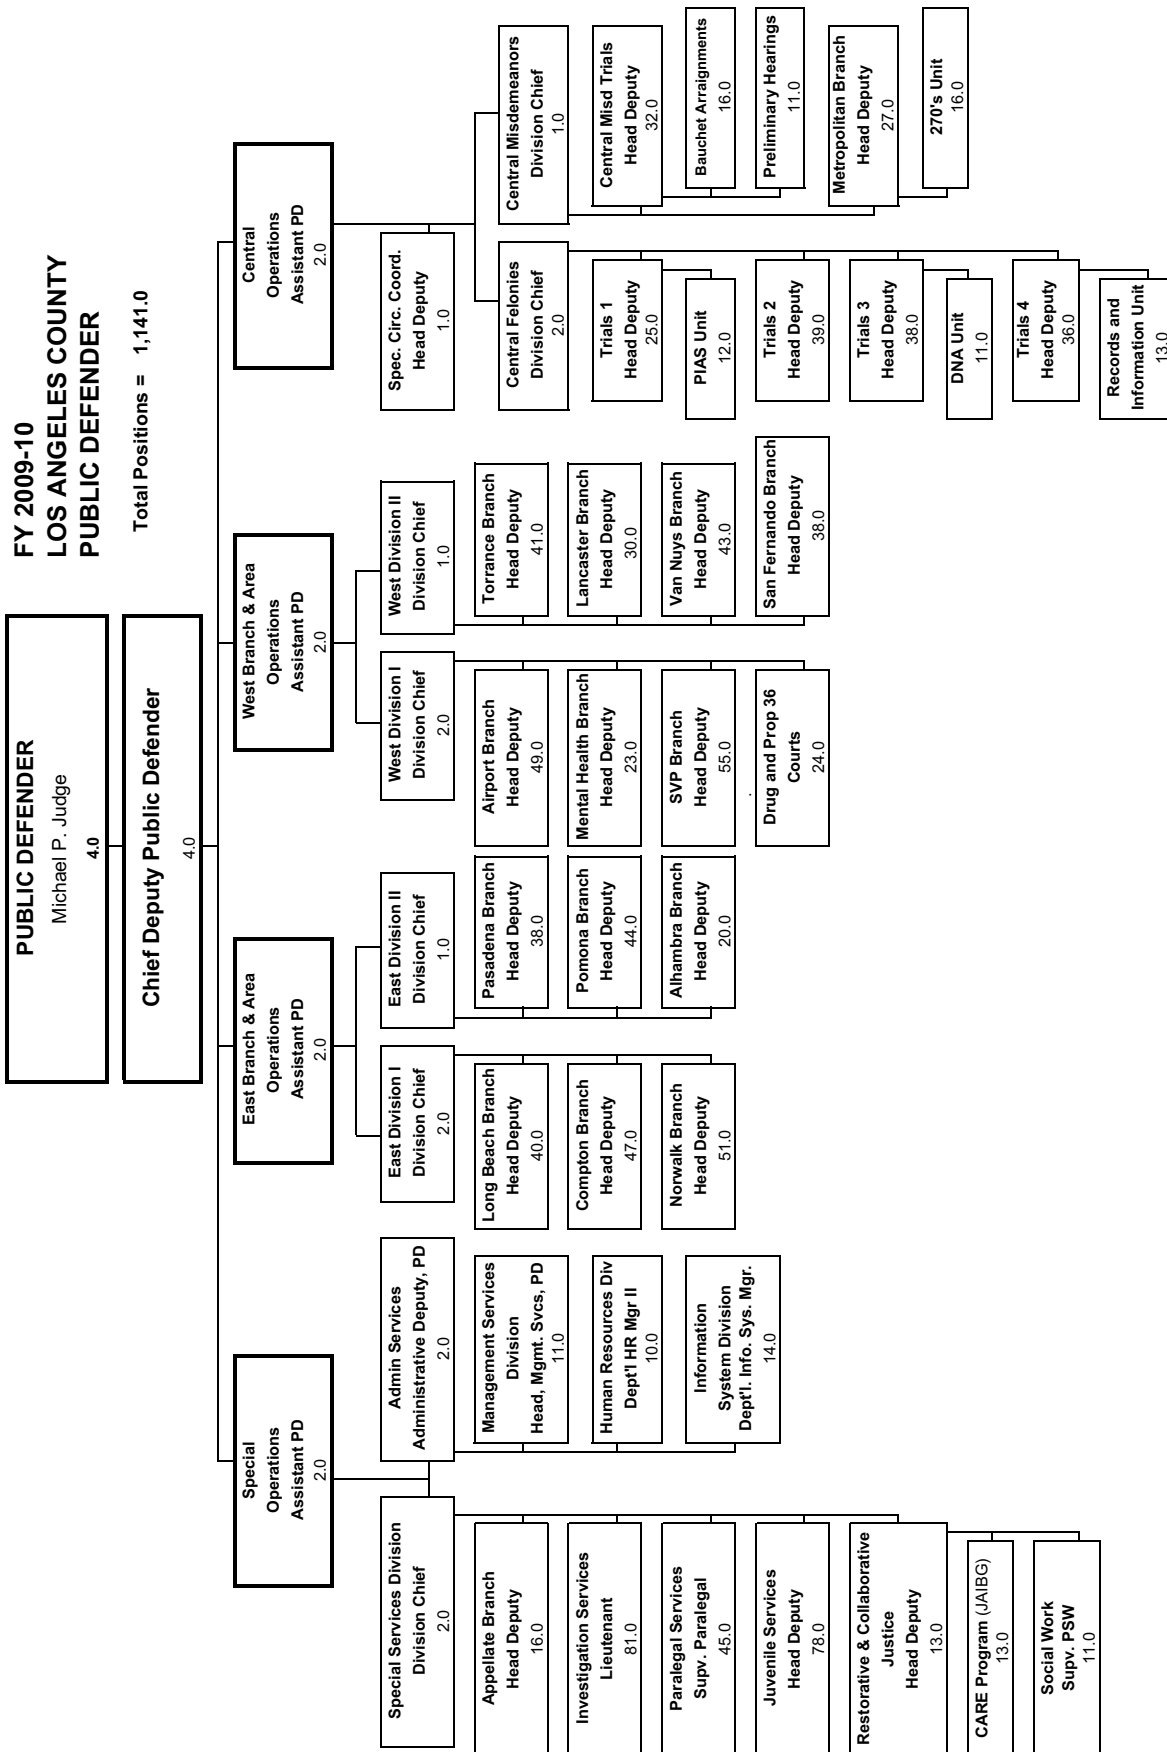 FY 2009-10
LOS ANGELES COUNTY
PUBLIC DEFENDER
Total Positions = 1,141.0
PUBLIC DEFENDER
Michael P. Judge
4.0
Chief Deputy Public Defender
4.0
Special
Operations
Assistant PD
2.0
East Branch & Area
Operations
Assistant PD
2.0
West Branch & Area
Operations
Assistant PD
2.0
Central
Operations
Assistant PD
2.0
Special Services Division
Division Chief
2.0
Appellate Branch
Head Deputy
16.0
Investigation Services
Lieutenant
81.0
Paralegal Services
Supv. Paralegal
45.0
Juvenile Services
Head Deputy
78.0
Restorative & Collaborative
Justice
Head Deputy
13.0
CARE Program (JAIBG)
13.0
Social Work
Supv. PSW
11.0
Admin Services
Administrative Deputy, PD
2.0
Management Services
Division
Head, Mgmt. Svcs, PD
11.0
Human Resources Div
Dept'l HR Mgr II
10.0
Information
System Division
Dept'l. Info. Sys. Mgr.
14.0
East Division I
Division Chief
2.0
Long Beach Branch
Head Deputy
40.0
Compton Branch
Head Deputy
47.0
Norwalk Branch
Head Deputy
51.0
East Division II
Division Chief
1.0
Pasadena Branch
Head Deputy
38.0
Pomona Branch
Head Deputy
44.0
Alhambra Branch
Head Deputy
20.0
West Division I
Division Chief
2.0
Airport Branch
Head Deputy
49.0
Mental Health Branch
Head Deputy
23.0
SVP Branch
Head Deputy
55.0
Drug and Prop 36
Courts
24.0
West Division II
Division Chief
1.0
Torrance Branch
Head Deputy
41.0
Lancaster Branch
Head Deputy
30.0
Van Nuys Branch
Head Deputy
43.0
San Fernando Branch
Head Deputy
38.0
Spec. Circ. Coord.
Head Deputy
1.0
Central Felonies
Division Chief
2.0
Trials 1
Head Deputy
25.0
PIAS Unit
12.0
Trials 2
Head Deputy
39.0
Trials 3
Head Deputy
38.0
DNA Unit
11.0
Trials 4
Head Deputy
36.0
Records and
Information Unit
13.0
Central Misdemeanors
Division Chief
1.0
Central Misd Trials
Head Deputy
32.0
Bauchet Arraignments
16.0
Preliminary Hearings
11.0
Metropolitan Branch
Head Deputy
27.0
270's Unit
16.0